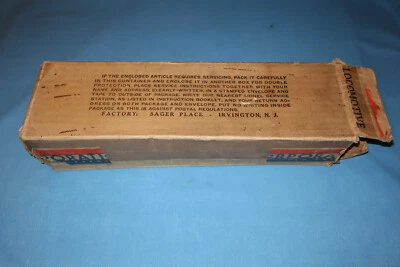 IF THE ENCLOSED ARTICLE REQUIRES SERVICING, PACK IT CAREFULLY
IN THIS CONTAINER AND ENCLOSE IT IN ANOTHER BOX FOR DOUBLE
PROTECTION. PLACE SERVICE INSTRUCTIONS TOGETHER WITH YOUR
NAME AND ADDRESS, CLEARLY WRITTEN, IN A STAMPED ENVELOPE AND
TAPE TO OUTSIDE OF PACKAGE. WRITE OUR NEAREST LIONEL SERVICE
STATION, AS LISTED IN INSTRUCTION BOOKLET, AND YOUR RETURN AD-
DRESS ON BOTH PACKAGE AND ENVELOPE. PUT NO WRITING INSIDE
PACKAGE AS THIS IS AGAINST POSTAL REGULATIONS.
FACTORY: SAGER PLACE - IRVINGTON, N. J.
LOCOMOTIVE